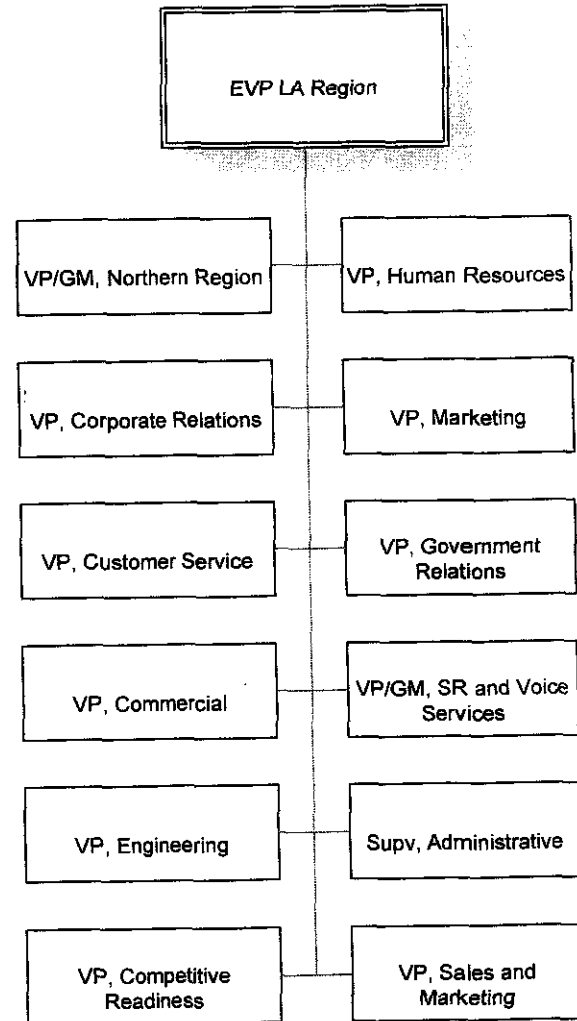 EVP LA Region
VP/GM, Northern Region
VP, Human Resources
VP, Corporate Relations
VP, Marketing
VP, Customer Service
VP, Government
Relations
VP, Commercial
VP/GM, SR and Voice
Services
VP, Engineering
Supv, Administrative
VP, Competitive
Readiness
VP, Sales and
Marketing